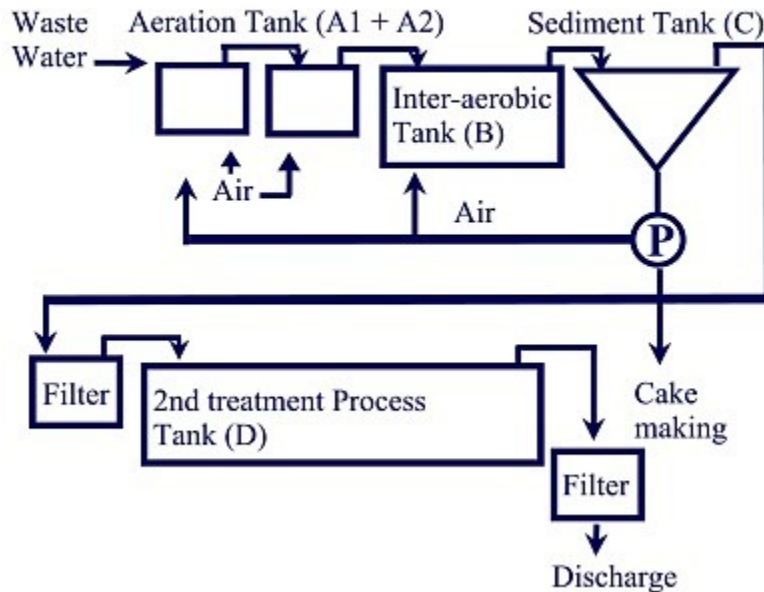 Waste
Water
Aeration Tank (A1 + A2)
Sediment Tank (C)
Inter-aerobic
Tank (B)
Air
Air
P
Filter
2nd treatment Process
Tank (D)
Cake
making
Filter
Discharge